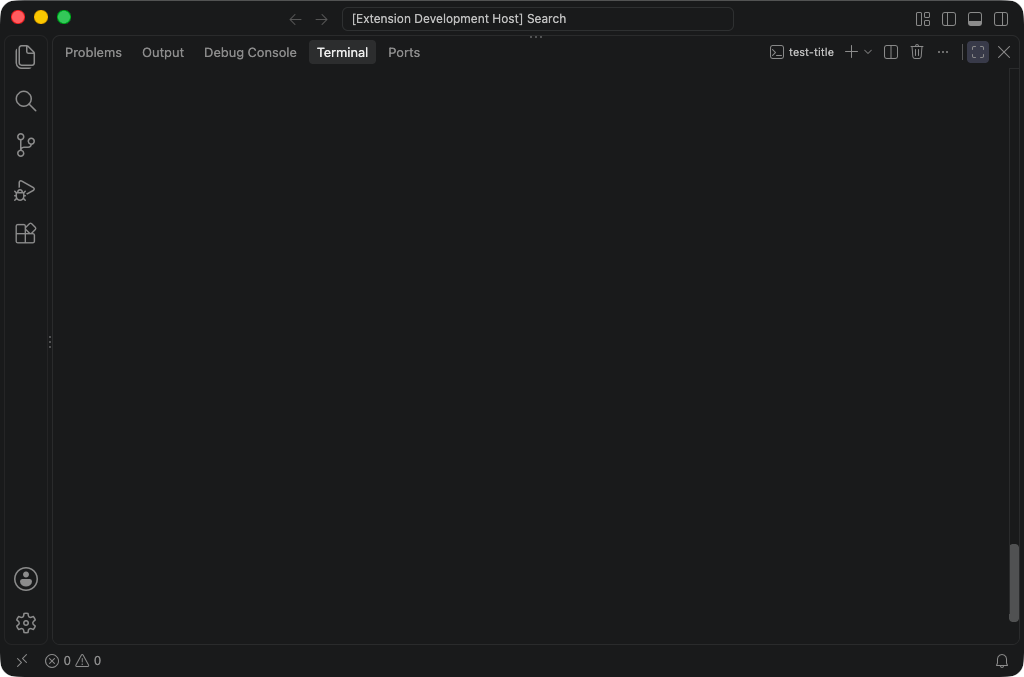 [Extension Development Host] Search
Problems Output Debug Console Terminal Ports test-title
0 0